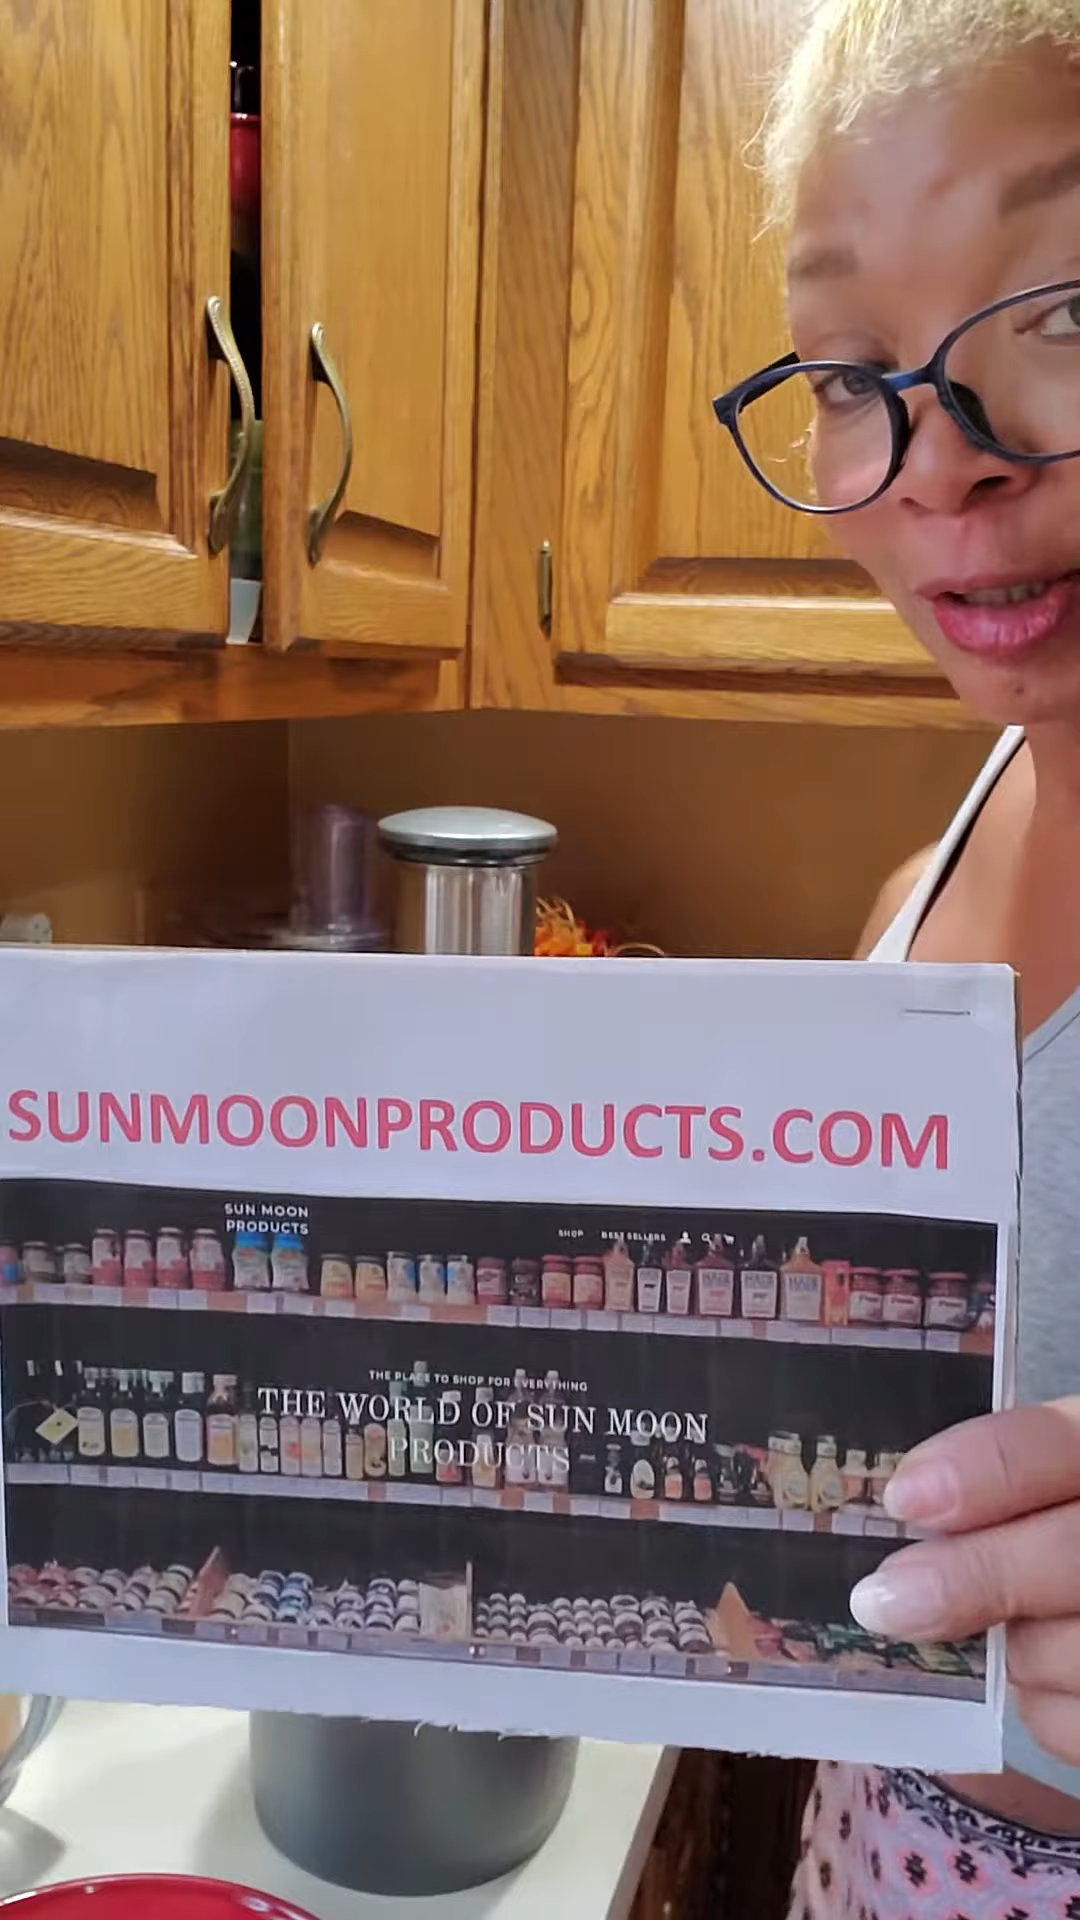 SUNMOONPRODUCTS.COM
SUN MOON
PRODUCTS
SHOP BEST SELLERS
THE PLACE TO SHOP FOR EVERYTHING
THE WORLD OF SUN MOON
PRODUCTS